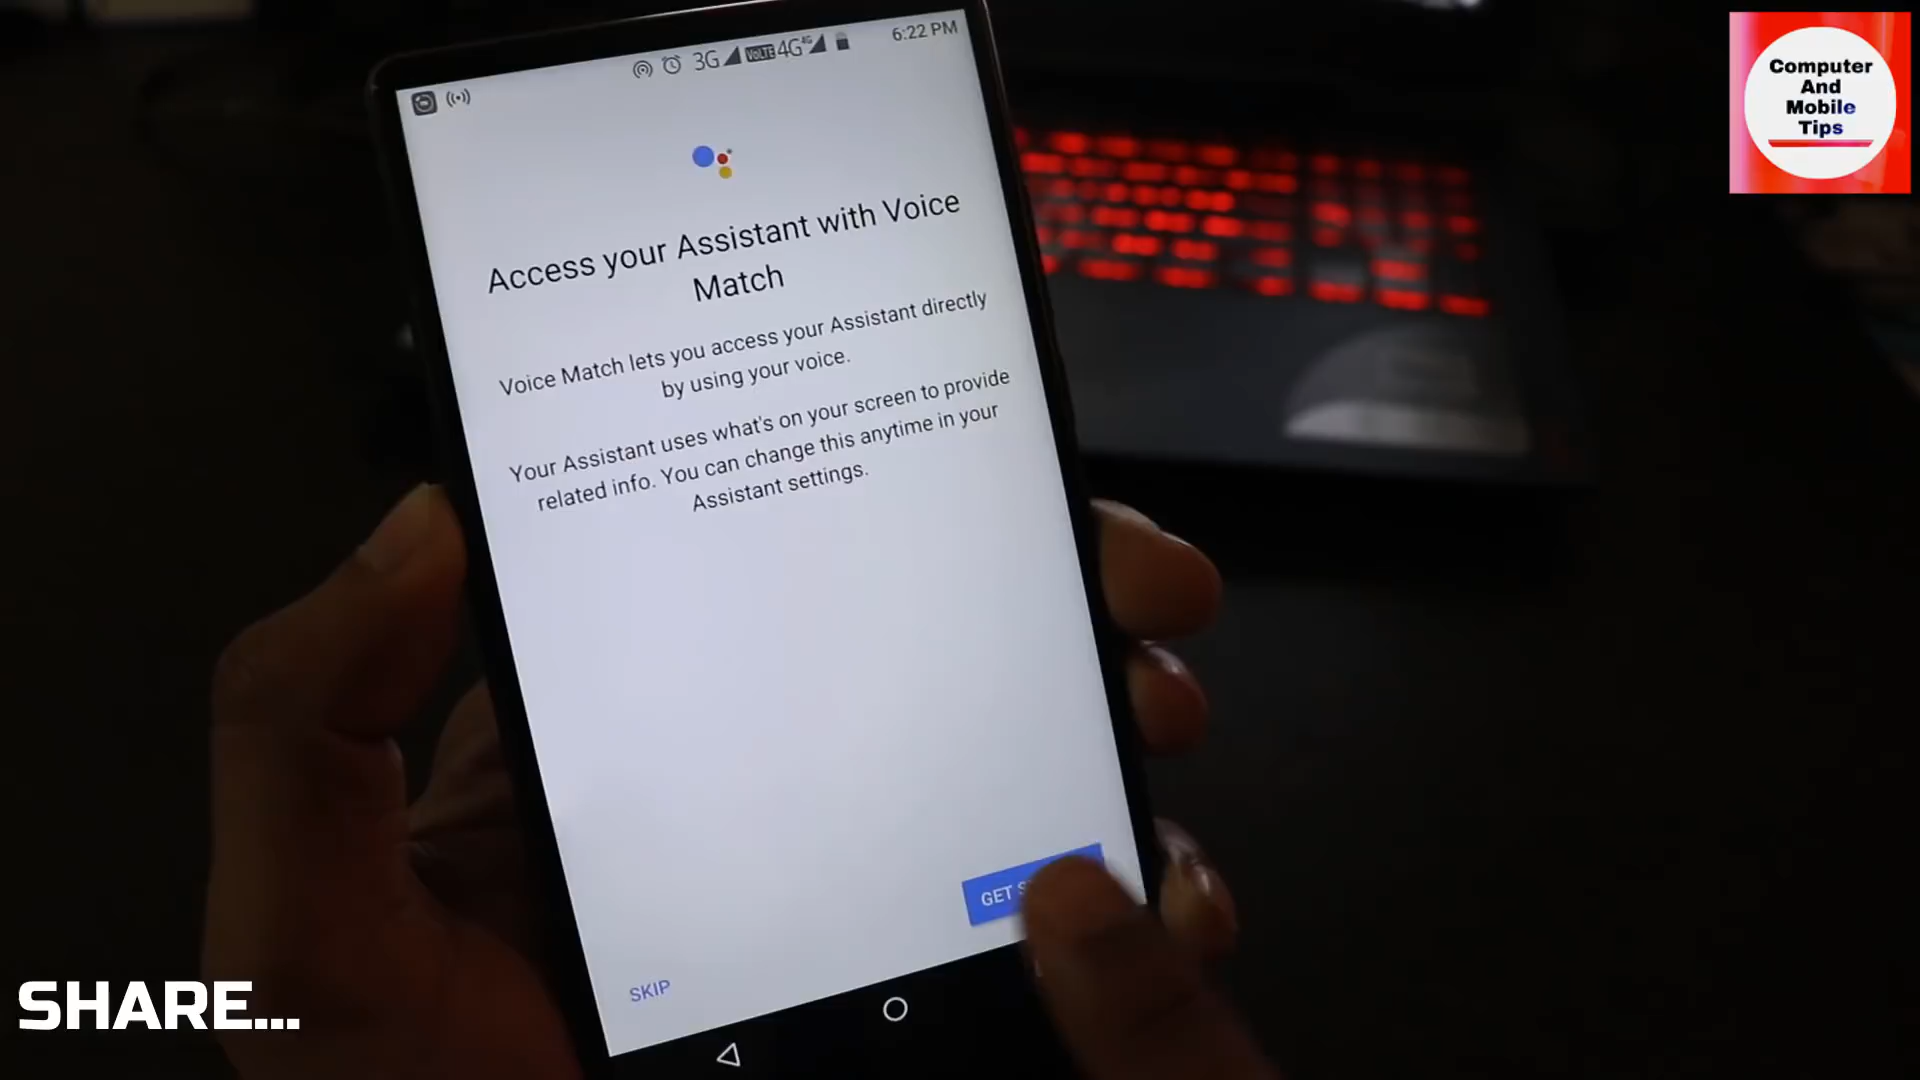 6:22 PM
3G VOLTE 4G 4G
Computer
And
Mobile
Tips
Access your Assistant with Voice
Match
Voice Match lets you access your Assistant directly
by using your voice.
Your Assistant uses what's on your screen to provide
related info. You can change this anytime in your
Assistant settings.
GET
SKIP
SHARE...